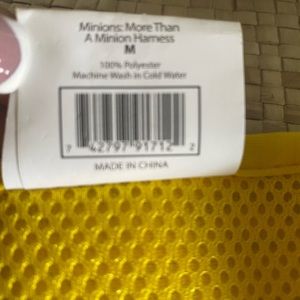 Minions: More Than
A Minion Harness
M
100% Polyester
Machine Wash in Cold Water
7 42797 91712 2
MADE IN CHINA